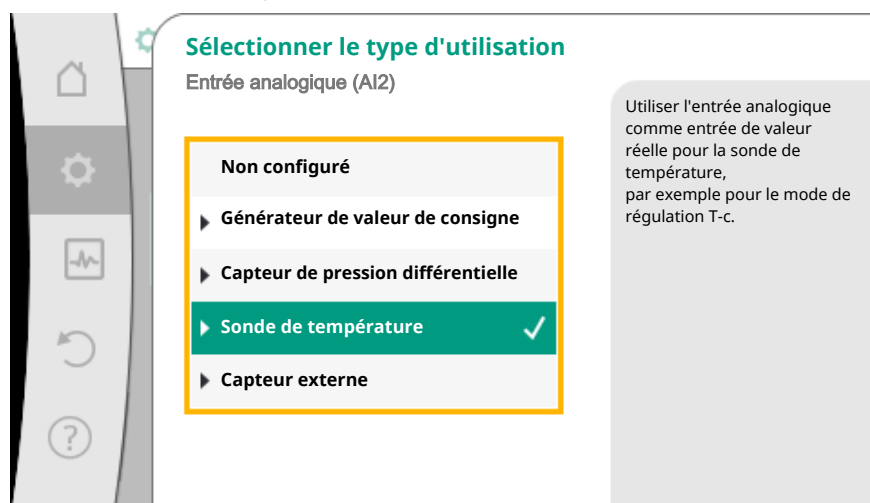 Sélectionner le type d'utilisation
Entrée analogique (AI2)
Non configuré
Générateur de valeur de consigne
Capteur de pression différentielle
Sonde de température
Capteur externe
Utiliser l'entrée analogique
comme entrée de valeur
réelle pour la sonde de
température,
par exemple pour le mode de
régulation T-c.
?